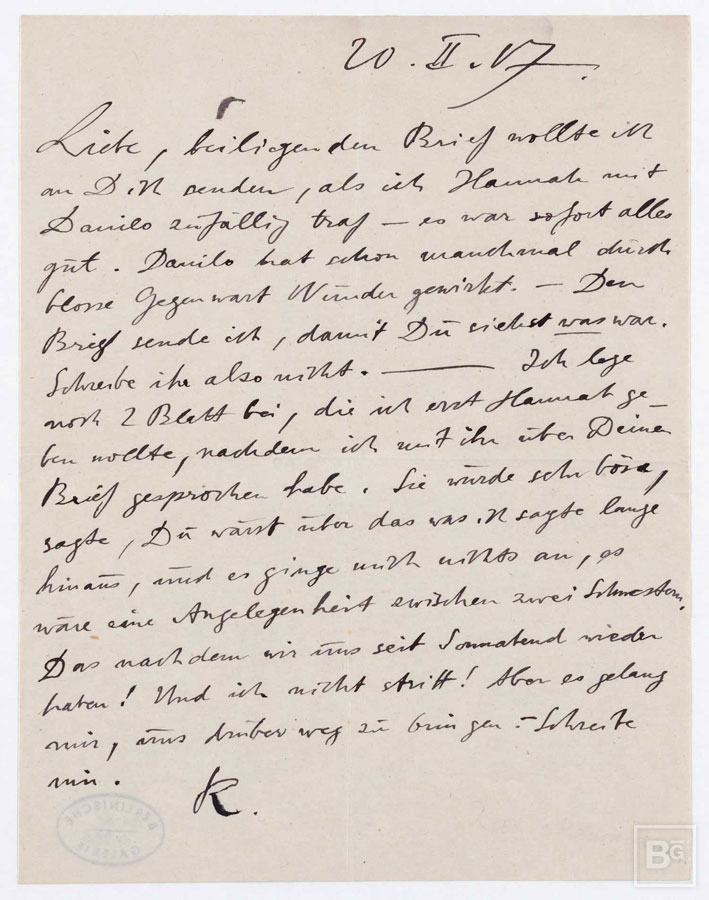 20. II. 17.
Liebe, beiliegenden Brief wollte ich
an Dich senden, als ich Hannah mit
Danilo zufällig traf – es war sofort alles
gut. Danilo hat schon manchmal durch
blosse Gegenwart Wunder gewirkt. – Den
Brief sende ich, damit Du siehst was war.
Schreibe ihr also nicht. — Ich lege
noch 2 Blatt bei, die ich erst Hannah ge-
ben wollte, nachdem ich mit ihr über Deinen
Brief gesprochen habe. Sie wurde sehr böse,
sagte, Du wärst über das was ich sagte lange
hinaus, und es ginge mich nichts an, es
wäre eine Angelegenheit zwischen zwei Schwestern.
Das nachdem wir uns seit Sonnabend wieder
haben! Und ich nicht stritt! Aber es gelang
mir, uns drüber weg zu bringen. – Schreibe
mir. R.
BERLINISCHE
GALERIE
BG